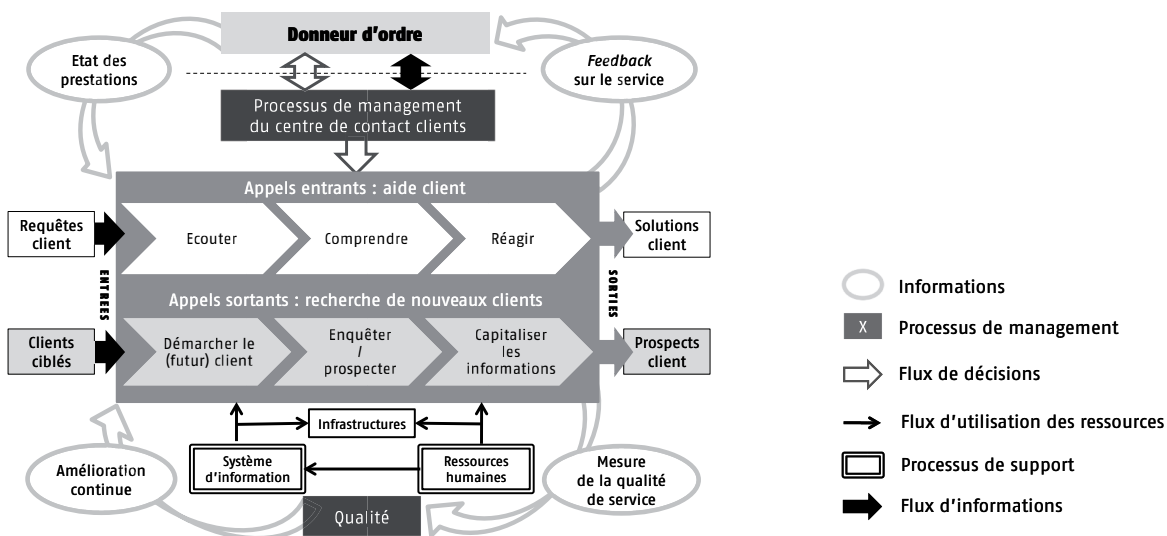 Donneur d'ordre
Etat des
prestations
Feedback
sur le service
Processus de management
du centre de contact clients
Appels entrants : aide client
Requêtes
client
Ecouter
Comprendre
Réagir
Solutions
client
ENTREES
SORTIES
Appels sortants : recherche de nouveaux clients
Clients
ciblés
Démarcher le
(futur) client
Enquêter
/
prospecter
Capitaliser
les
informations
Prospects
client
Infrastructures
Système
d'information
Ressources
humaines
Amélioration
continue
Mesure
de la qualité
de service
Qualité
Informations
X
Processus de management
Flux de décisions
Flux d'utilisation des ressources
Processus de support
Flux d'informations